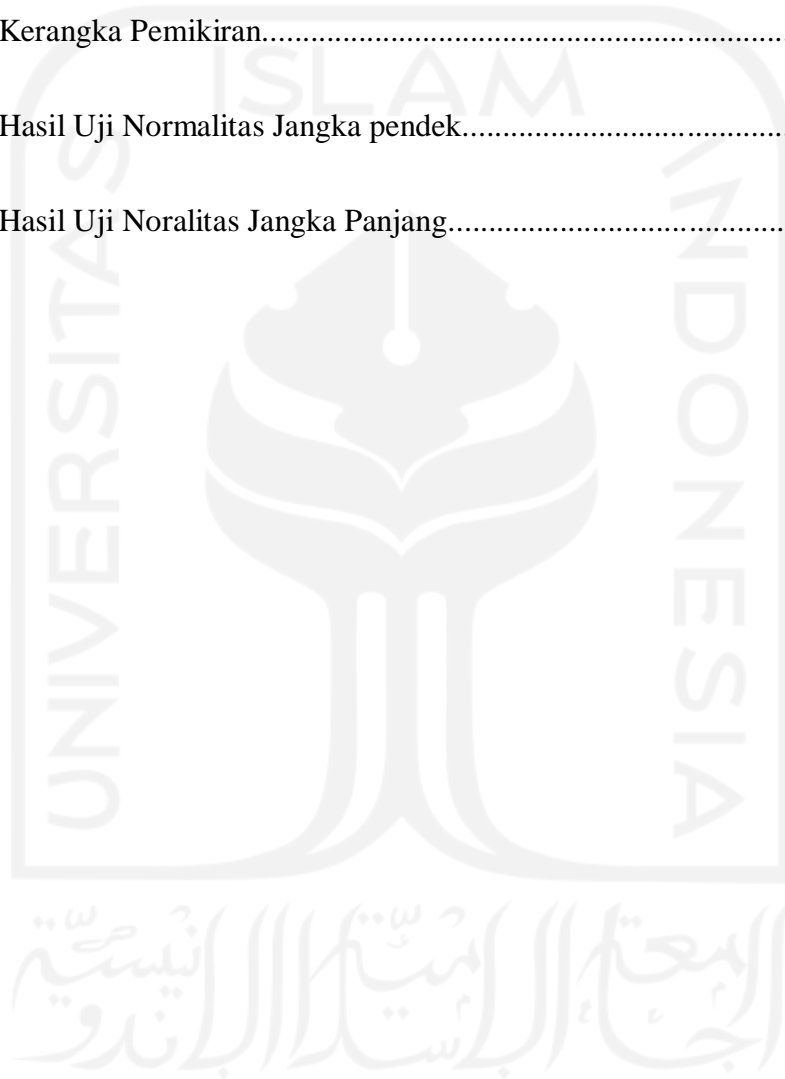 Kerangka Pemikiran.................................................................
Hasil Uji Normalitas Jangka pendek........................................
Hasil Uji Noralitas Jangka Panjang..........................................
ISLAM
UNIVERSITAS
INDONESIA